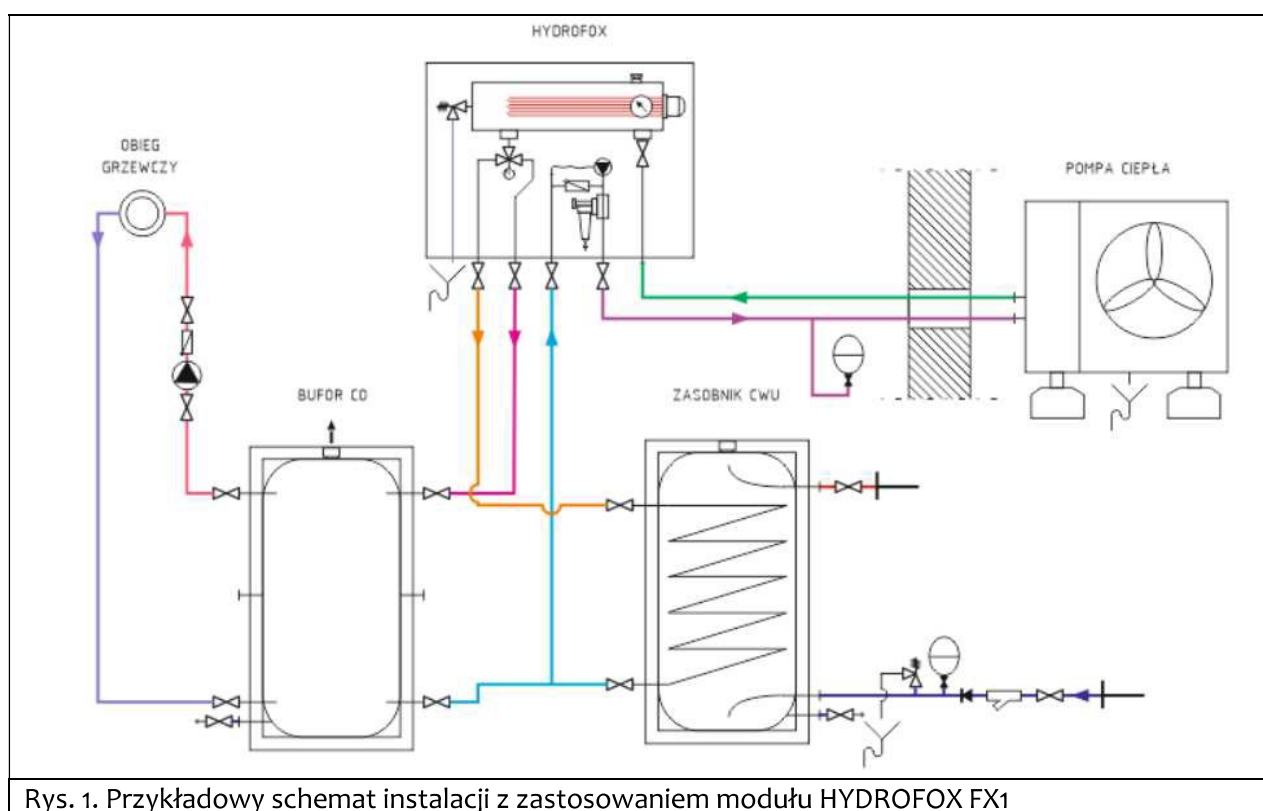 HYDROFOX
OBIEG
GRZEWCZY
POMPA CIEPŁA
BUFOR CO
ZASOBNIK CWU
Rys. 1. Przykładowy schemat instalacji z zastosowaniem modułu HYDROFOX FX1